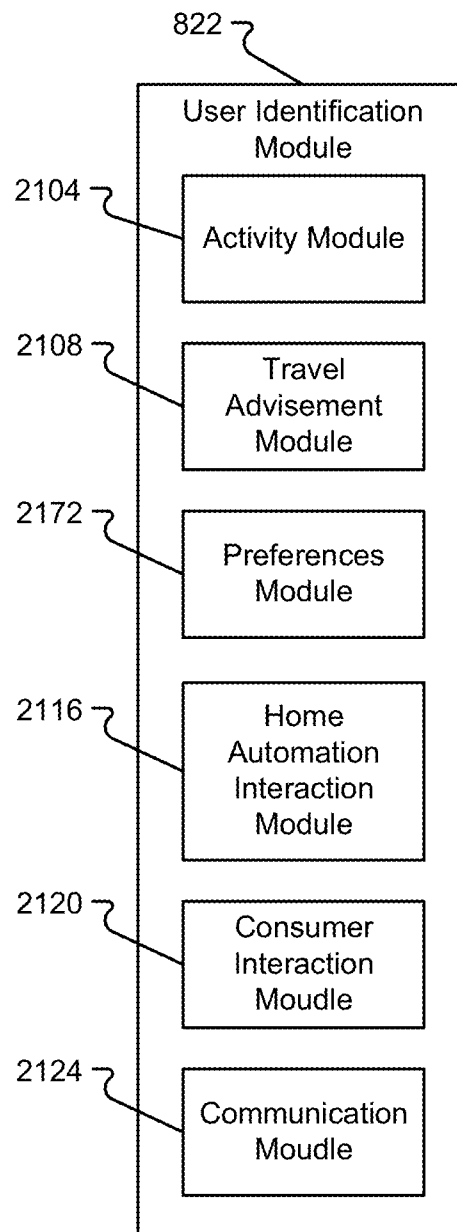 822
User Identification
Module
2104
Activity Module
2108
Travel
Advisement
Module
2172
Preferences
Module
2116
Home
Automation
Interaction
Module
2120
Consumer
Interaction
Moudle
2124
Communication
Moudle